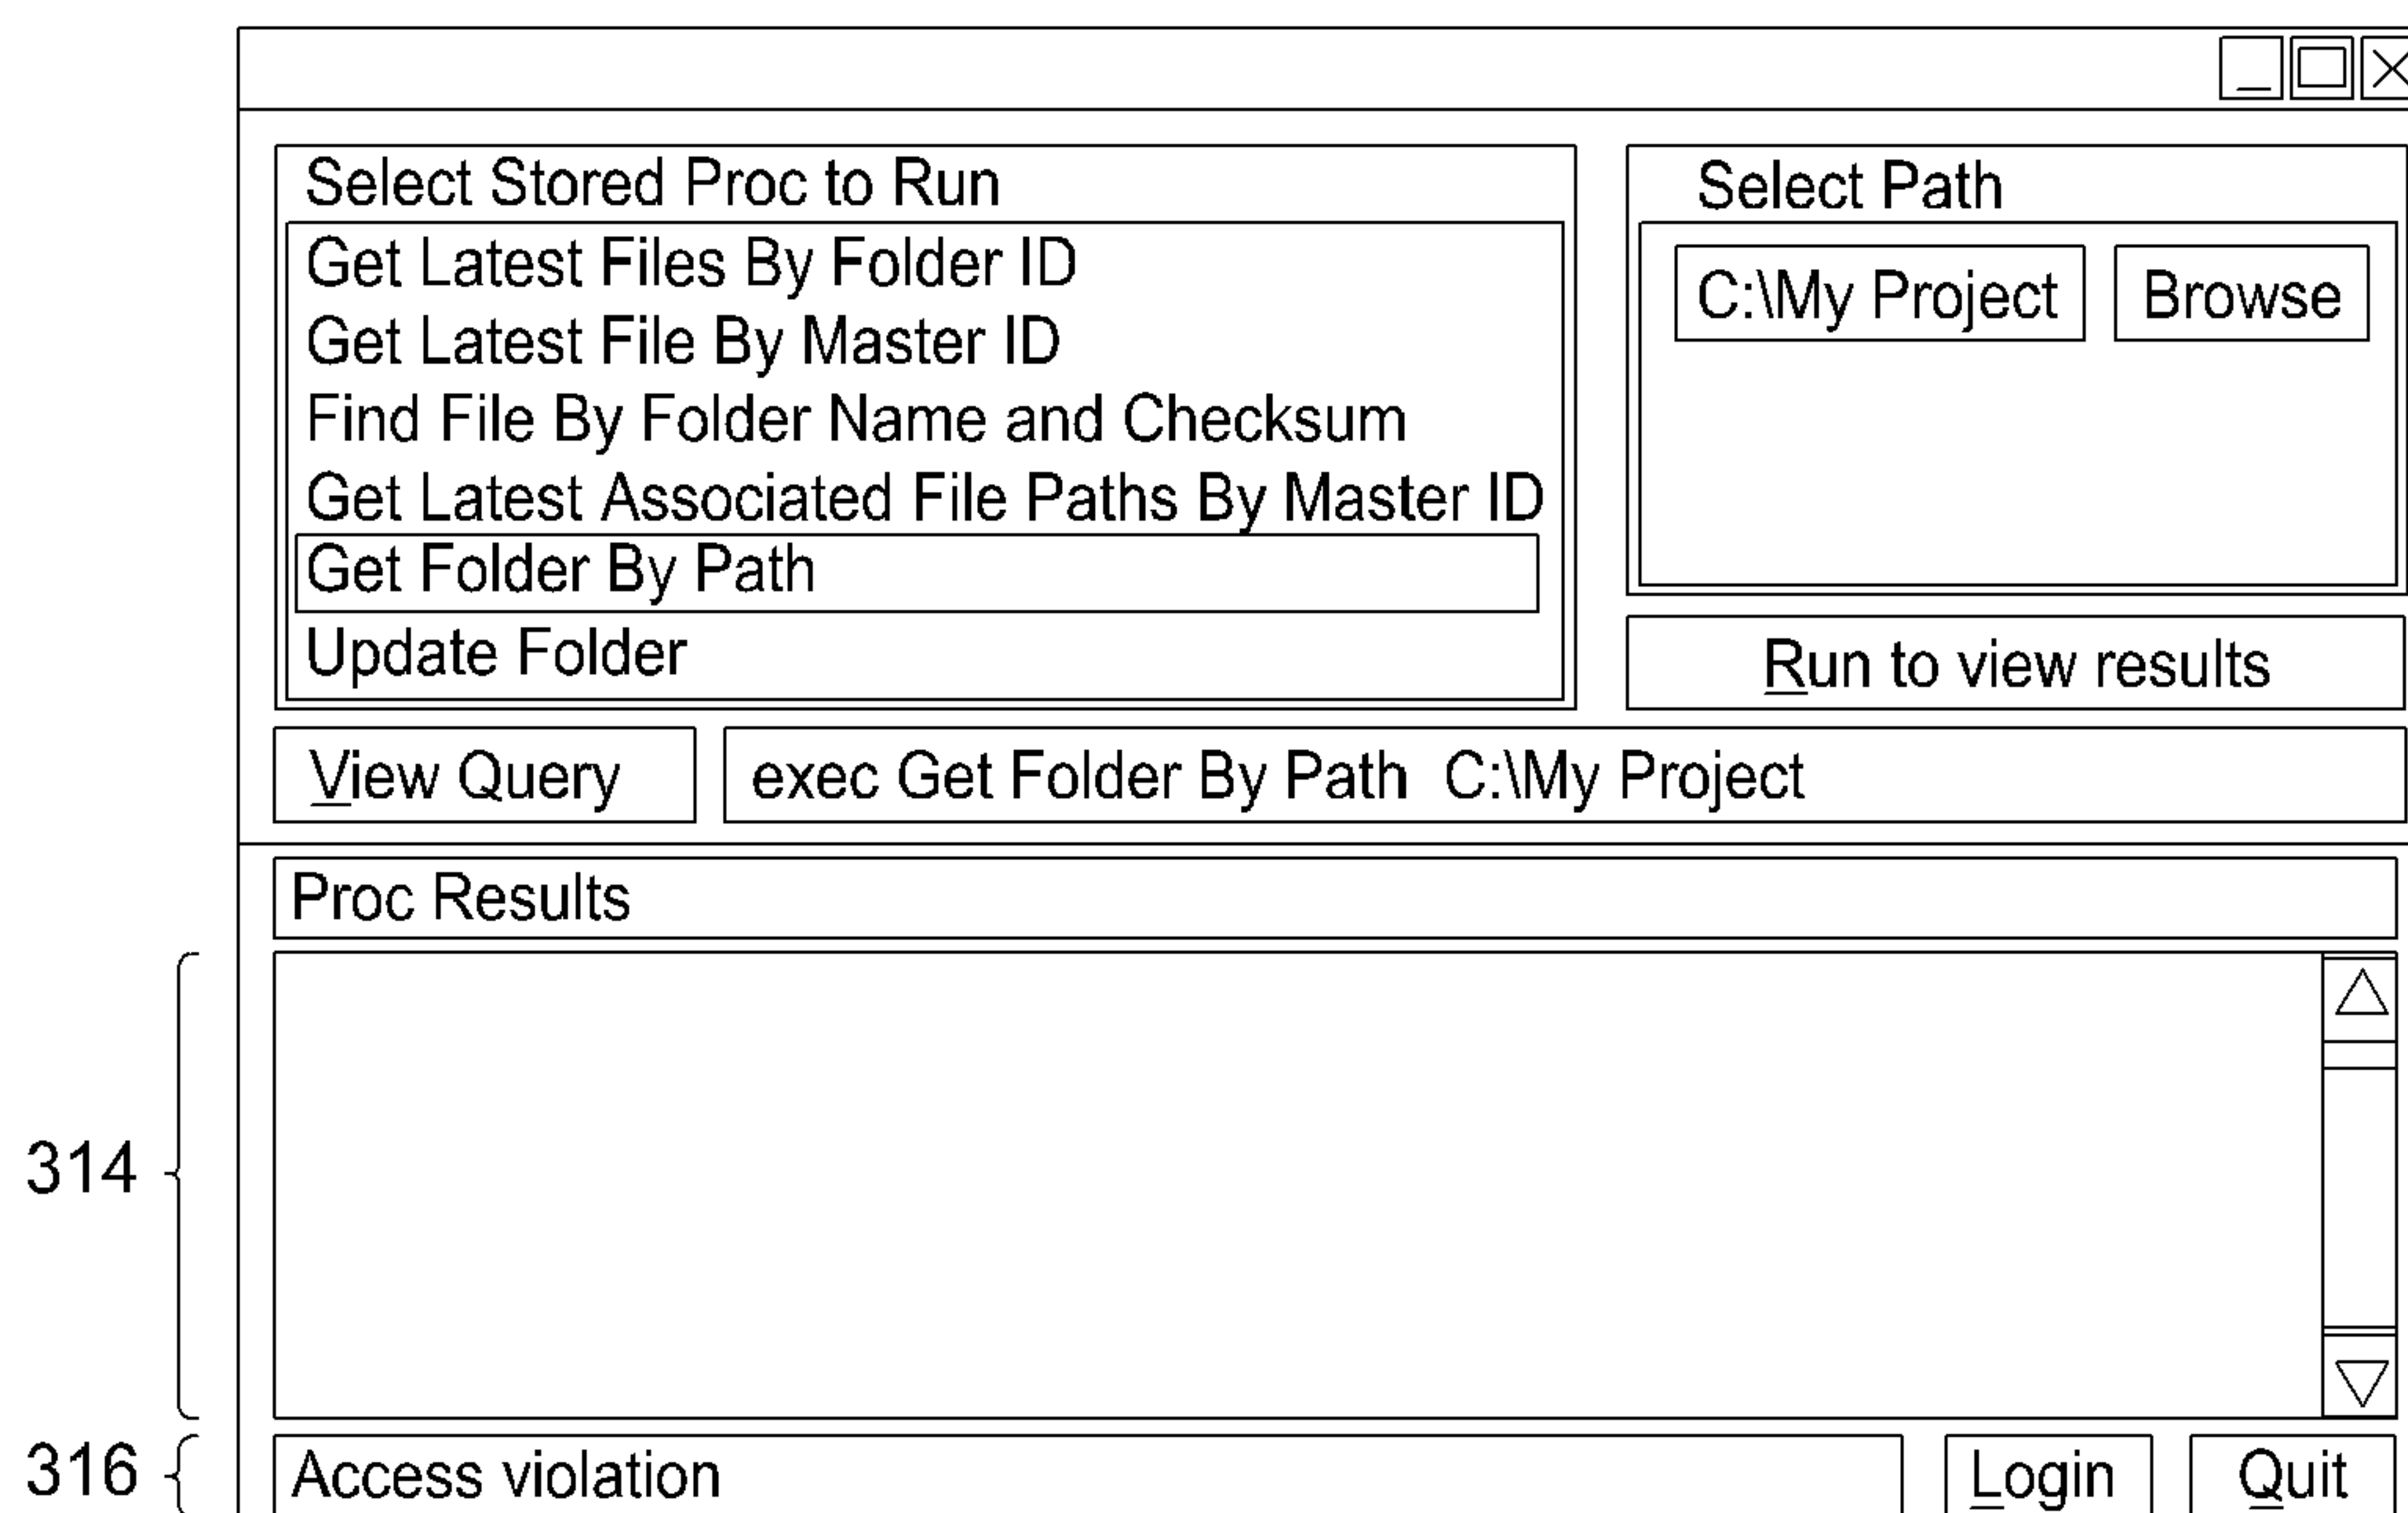 Select Stored Proc to Run
Get Latest Files By Folder ID
Get Latest File By Master ID
Find File By Folder Name and Checksum
Get Latest Associated File Paths By Master ID
Get Folder By Path
Update Folder
Select Path
C:\My Project
Browse
Run to view results
View Query
exec Get Folder By Path  C:\My Project
Proc Results
314
316
Access violation
Login
Quit